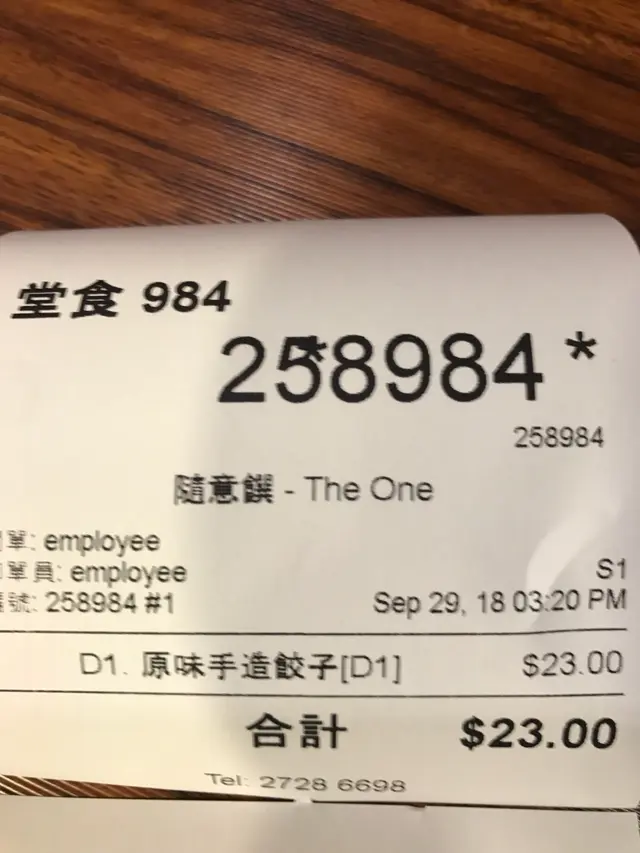 堂食 984
*
258984 *
258984
隨意饌 - The One
單: employee
單員: employee
號: 258984 #1
S1
Sep 29, 18 03:20 PM
D1. 原味手造餃子[D1] $23.00
合計 $23.00
Tel: 2728 6698